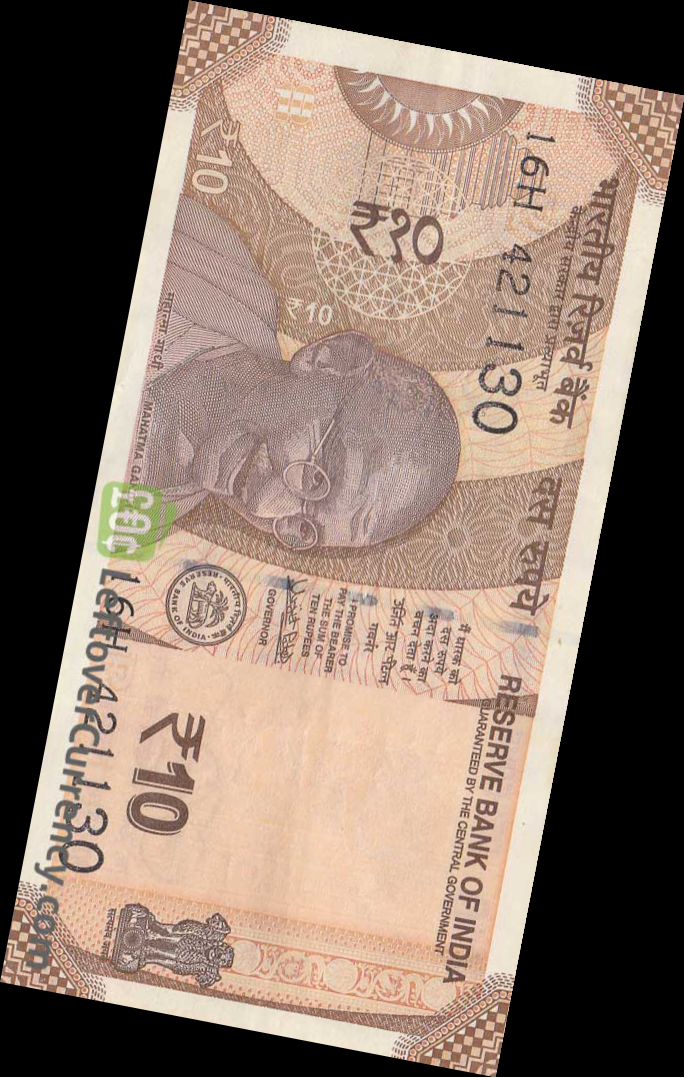 भारतीय रिज़र्व बैंक
केन्द्रीय सरकार द्वारा प्रत्याभूत
दस रुपये
RESERVE BANK OF INDIA
GUARANTEED BY THE CENTRAL GOVERNMENT
16H 421130
₹१०
₹10
₹10
महात्मा गांधी
MAHATMA
मैं धारक को
दस रुपये
अदा करने का
वचन देता हूँ।
I PROMISE TO
PAY THE BEARER
THE SUM OF
TEN RUPEES
GOVERNOR
RESERVE BANK OF INDIA
₹10
सत्यमेव जयते
16H 421130
Leftovercurrency.com